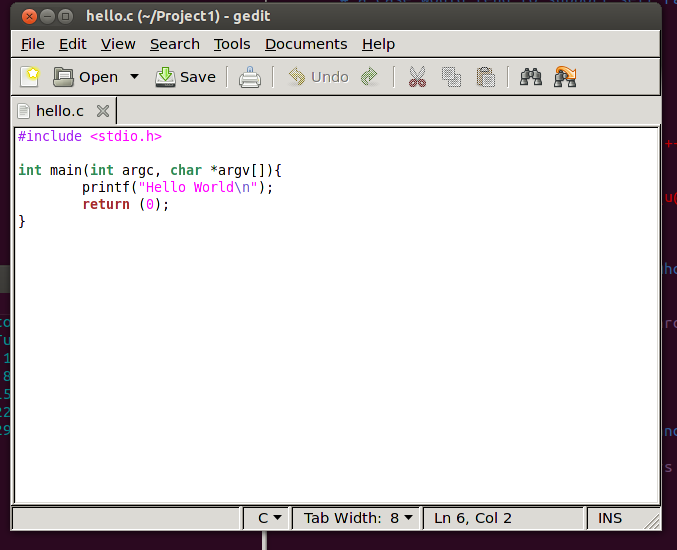 hello.c (~/Project1) - gedit
File Edit View Search Tools Documents Help
Open Save Undo
hello.c
#include <stdio.h>
int main(int argc, char *argv[]){
printf("Hello World\n");
return (0);
}
C Tab Width: 8 Ln 6, Col 2 INS